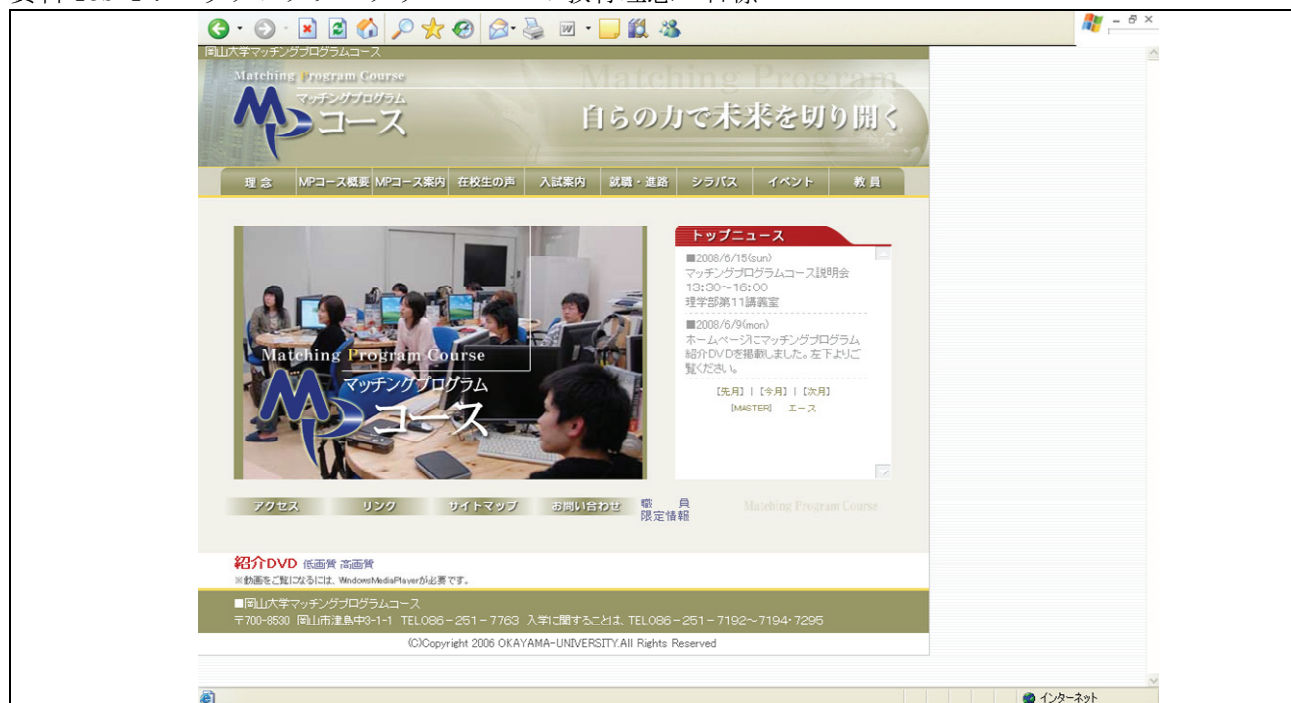 岡山大学マッチングプログラムコース
Matching Program
Matching Program Course
マッチングプログラム
MP コース
自らの力で未来を切り開く
理念 MPコース概要 MPコース案内 在校生の声 入試案内 就職・進路 シラバス イベント 教員
トップニュース
■2008/6/15(sun)
マッチングプログラムコース説明会
13:30~16:00
理学部第11講義室
■2008/6/9(mon)
ホームページにマッチングプログラム
紹介DVDを掲載しました。左下よりご
覧ください。
[先月] | [今月] | [次月]
[MASTER] エース
Matching Program Course
マッチングプログラム
MP コース
アクセス リンク サイトマップ お問い合わせ 職 員
限定情報
Matching Program Course
紹介DVD 低画質 高画質
※動画をご覧になるには、WindowsMediaPlayerが必要です。
■岡山大学マッチングプログラムコース
〒700-8530 岡山市津島中3-1-1 TEL086-251-7763 入学に関することは、TEL086-251-7192~7194・7295
(C)Copyright 2006 OKAYAMA-UNIVERSITY.All Rights Reserved
インターネット